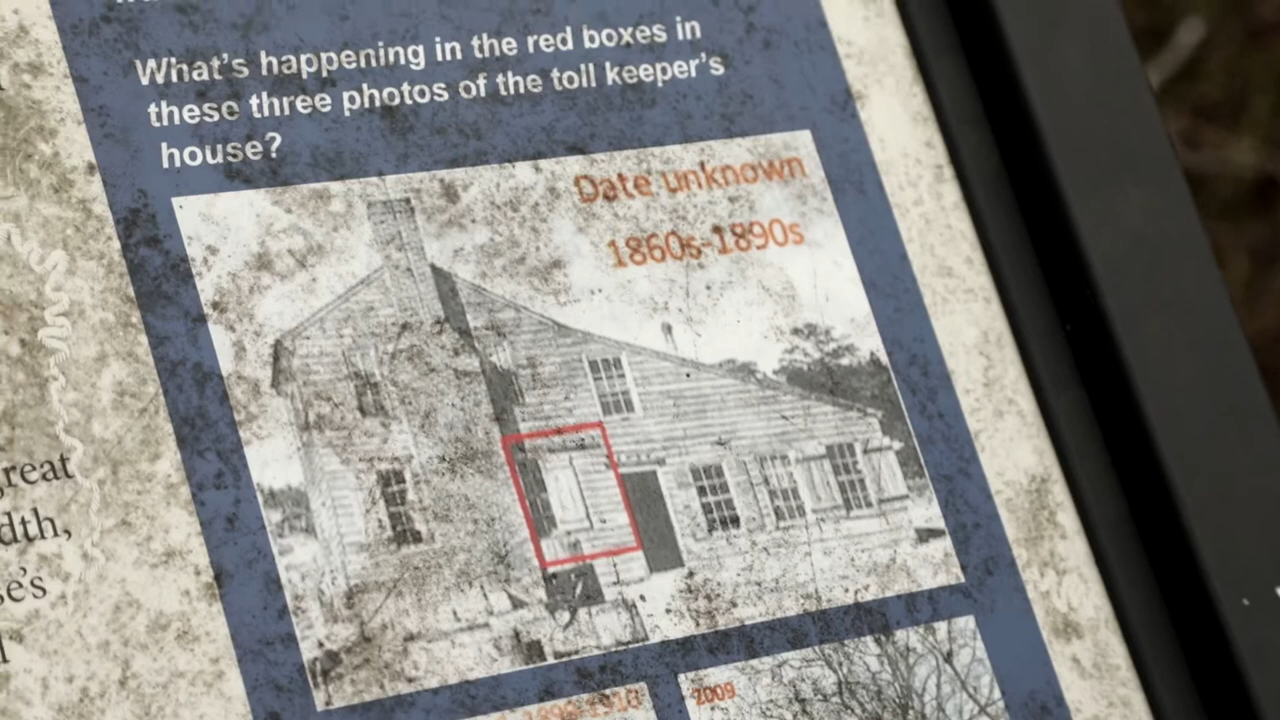 What's happening in the red boxes in
these three photos of the toll keeper's
house?
Date unknown
1860s-1890s
great
dth,
se's
2009